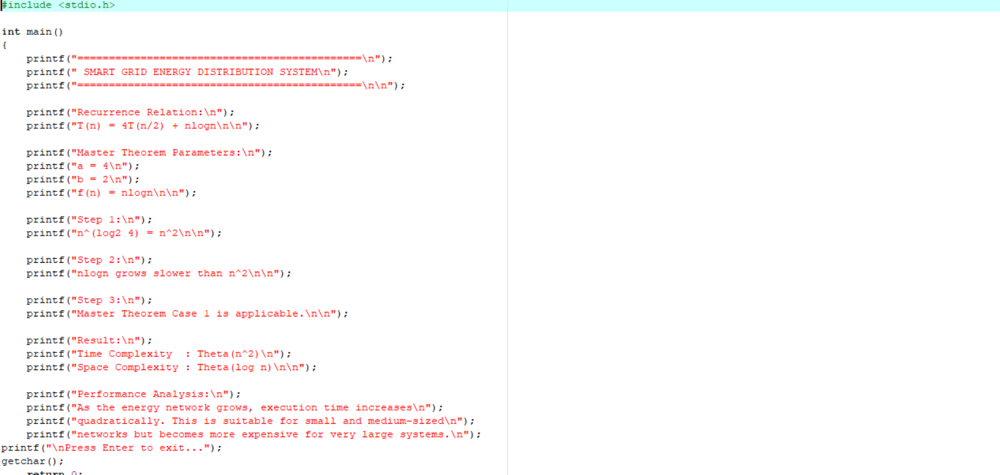 #include <stdio.h>
int main()
{
printf("=============================================\n");
printf(" SMART GRID ENERGY DISTRIBUTION SYSTEM\n");
printf("=============================================\n\n");
printf("Recurrence Relation:\n");
printf("T(n) = 4T(n/2) + nlogn\n\n");
printf("Master Theorem Parameters:\n");
printf("a = 4\n");
printf("b = 2\n");
printf("f(n) = nlogn\n\n");
printf("Step 1:\n");
printf("n^(log2 4) = n^2\n\n");
printf("Step 2:\n");
printf("nlogn grows slower than n^2\n\n");
printf("Step 3:\n");
printf("Master Theorem Case 1 is applicable.\n\n");
printf("Result:\n");
printf("Time Complexity  : Theta(n^2)\n");
printf("Space Complexity : Theta(log n)\n\n");
printf("Performance Analysis:\n");
printf("As the energy network grows, execution time increases\n");
printf("quadratically. This is suitable for small and medium-sized\n");
printf("networks but becomes more expensive for very large systems.\n");
printf("\nPress Enter to exit...");
getchar();
return 0;